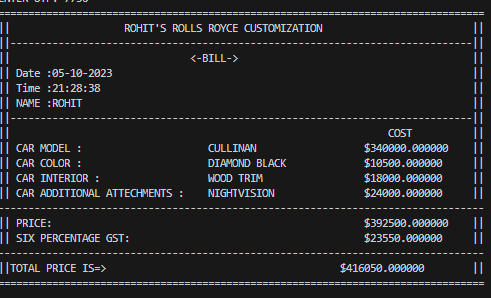 =====================================================================
|| ROHIT'S ROLLS ROYCE CUSTOMIZATION ||
||-----------------------------------------------------------------||
|| <-BILL-> ||
|| Date :05-10-2023 ||
|| Time :21:28:38 ||
|| NAME :ROHIT ||
||-----------------------------------------------------------------||
|| COST ||
|| CAR MODEL : CULLINAN $340000.000000 ||
|| CAR COLOR : DIAMOND BLACK $10500.000000 ||
|| CAR INTERIOR : WOOD TRIM $18000.000000 ||
|| CAR ADDITIONAL ATTECHMENTS : NIGHTVISION $24000.000000 ||
---------------------------------------------------------------------
|| PRICE: $392500.000000 ||
|| SIX PERCENTAGE GST: $23550.000000 ||
---------------------------------------------------------------------
||TOTAL PRICE IS=> $416050.000000 ||
=====================================================================